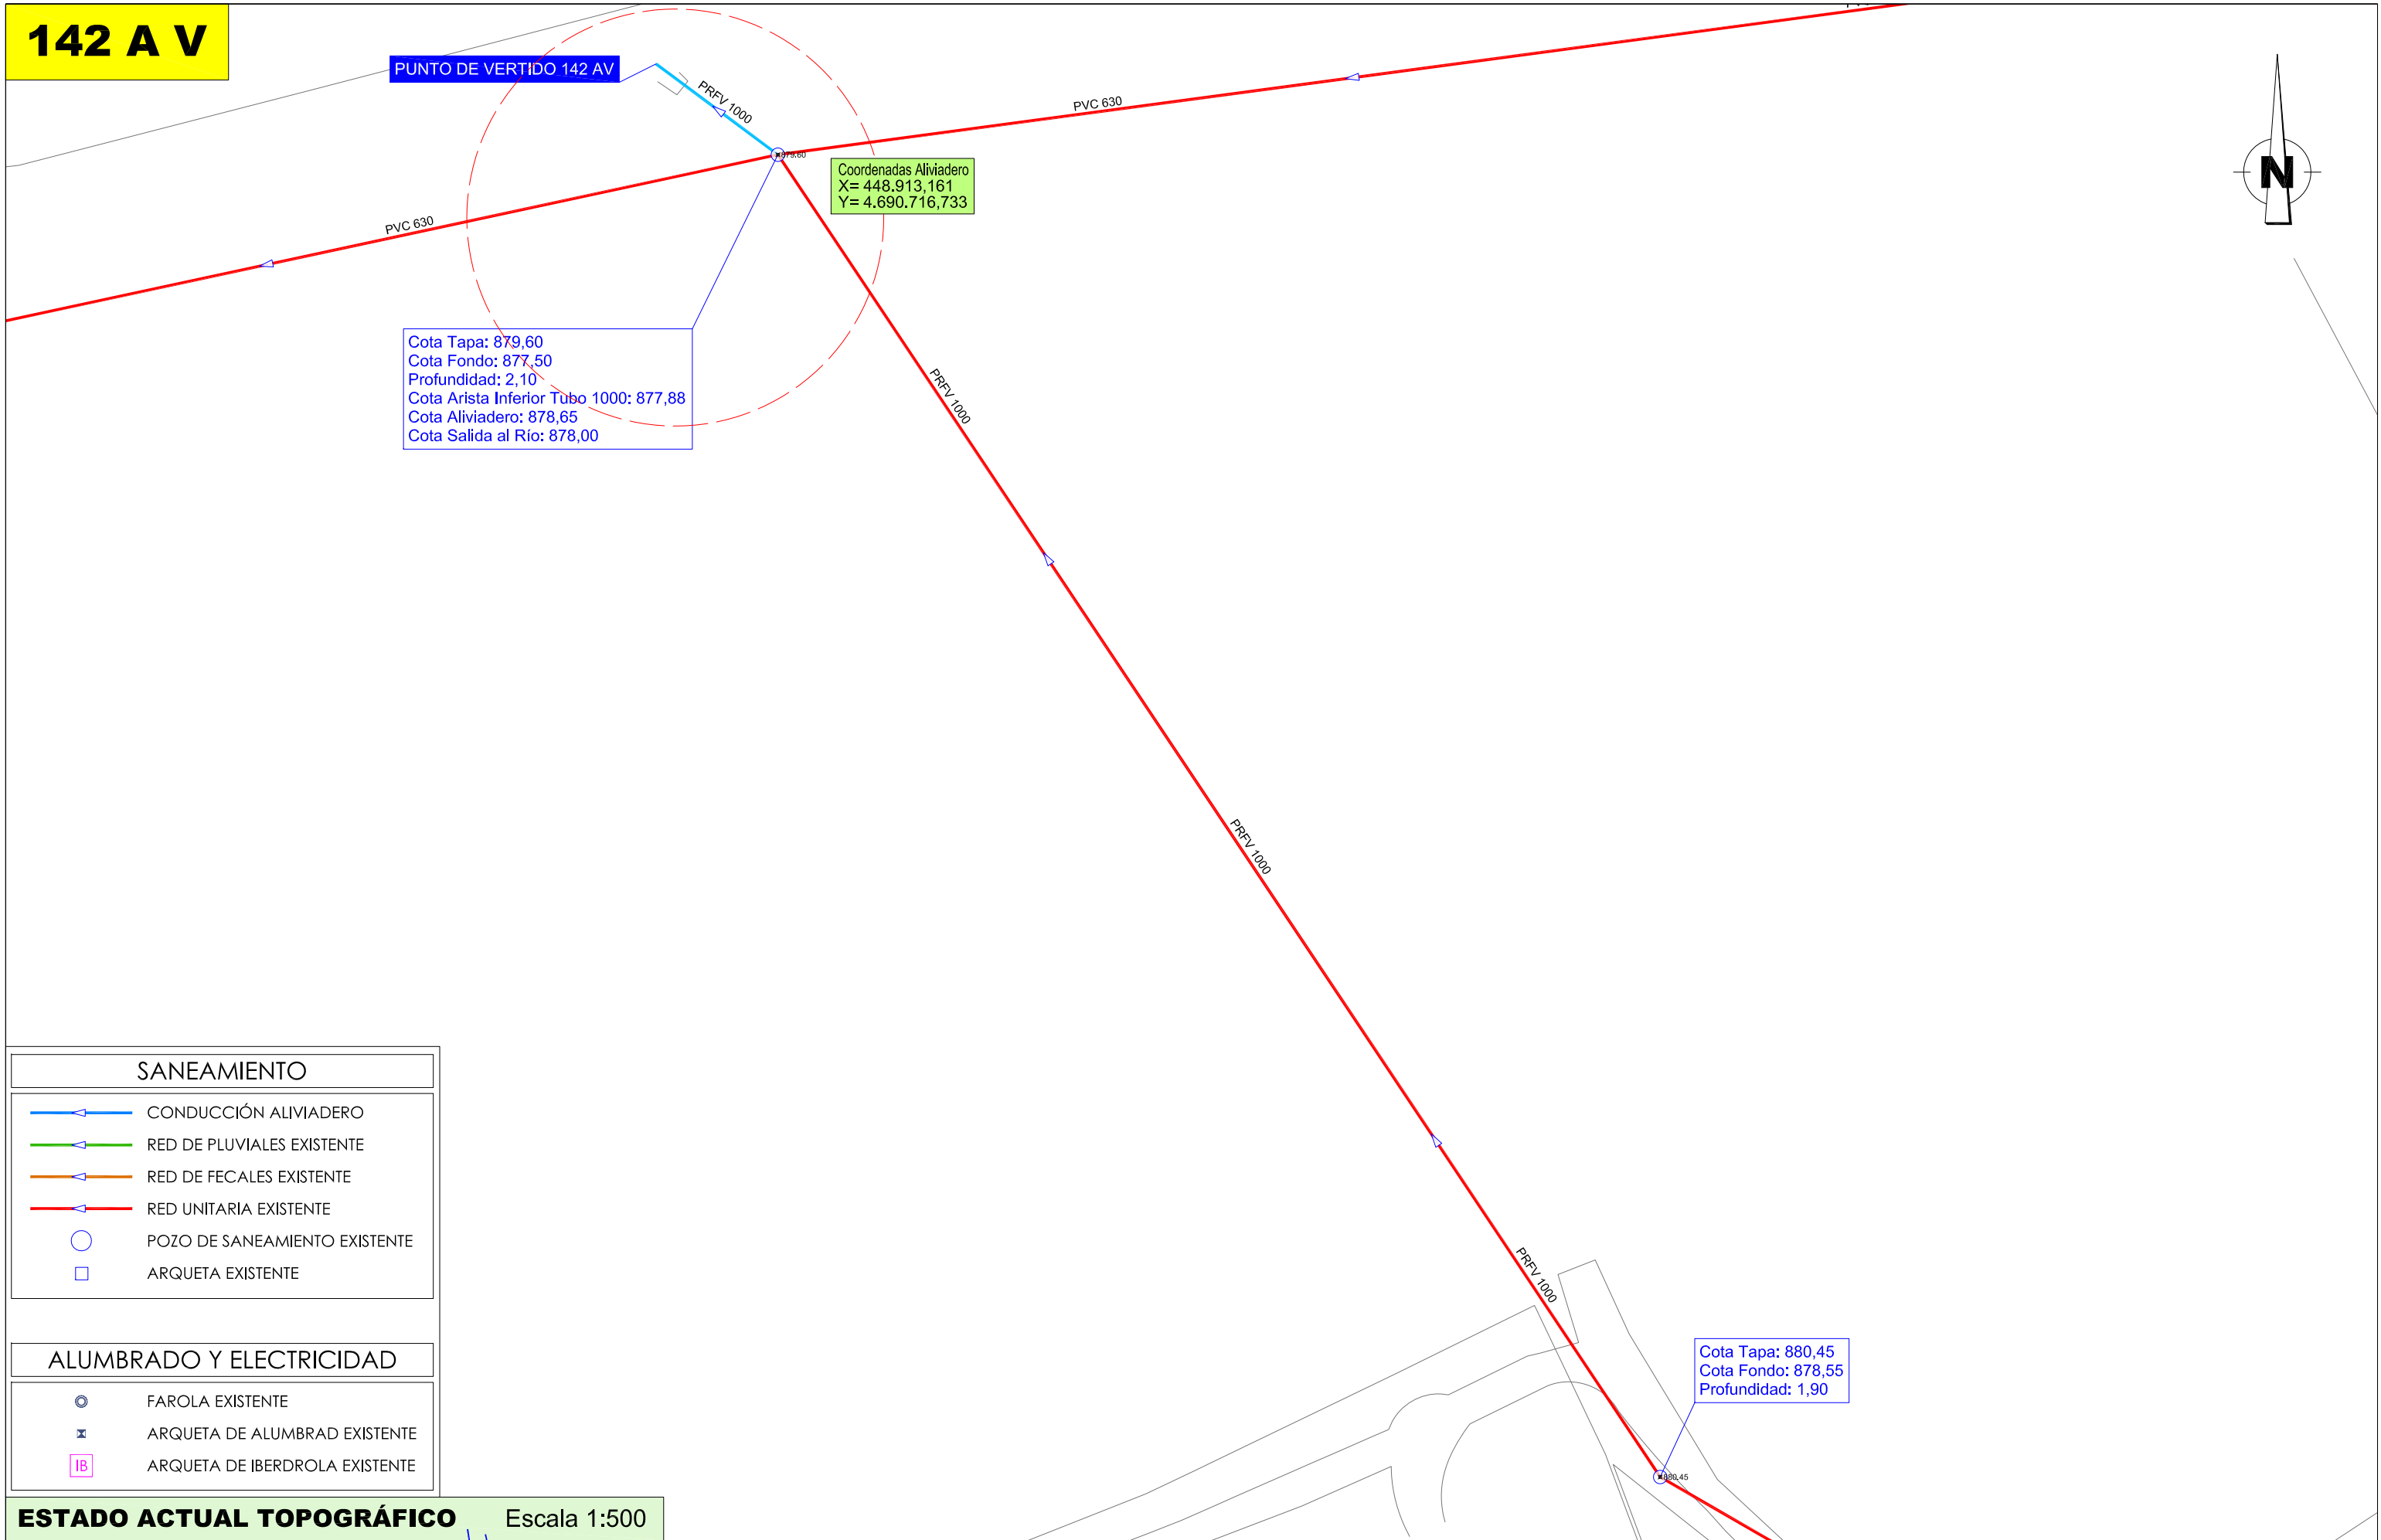 142 A V
PUNTO DE VERTIDO 142 AV
PRFV 1000
PVC 630
879.60
Coordenadas Aliviadero
X= 448.913,161
Y= 4.690.716,733
N
PVC 630
Cota Tapa: 879,60
Cota Fondo: 877,50
Profundidad: 2,10
Cota Arista Inferior Tubo 1000: 877,88
Cota Aliviadero: 878,65
Cota Salida al Río: 878,00
PRFV 1000
PRFV 1000
PRFV 1000
Cota Tapa: 880,45
Cota Fondo: 878,55
Profundidad: 1,90
880.45
SANEAMIENTO
CONDUCCIÓN ALIVIADERO
RED DE PLUVIALES EXISTENTE
RED DE FECALES EXISTENTE
RED UNITARIA EXISTENTE
POZO DE SANEAMIENTO EXISTENTE
ARQUETA EXISTENTE
ALUMBRADO Y ELECTRICIDAD
FAROLA EXISTENTE
ARQUETA DE ALUMBRAD EXISTENTE
IB ARQUETA DE IBERDROLA EXISTENTE
ESTADO ACTUAL TOPOGRÁFICO Escala 1:500